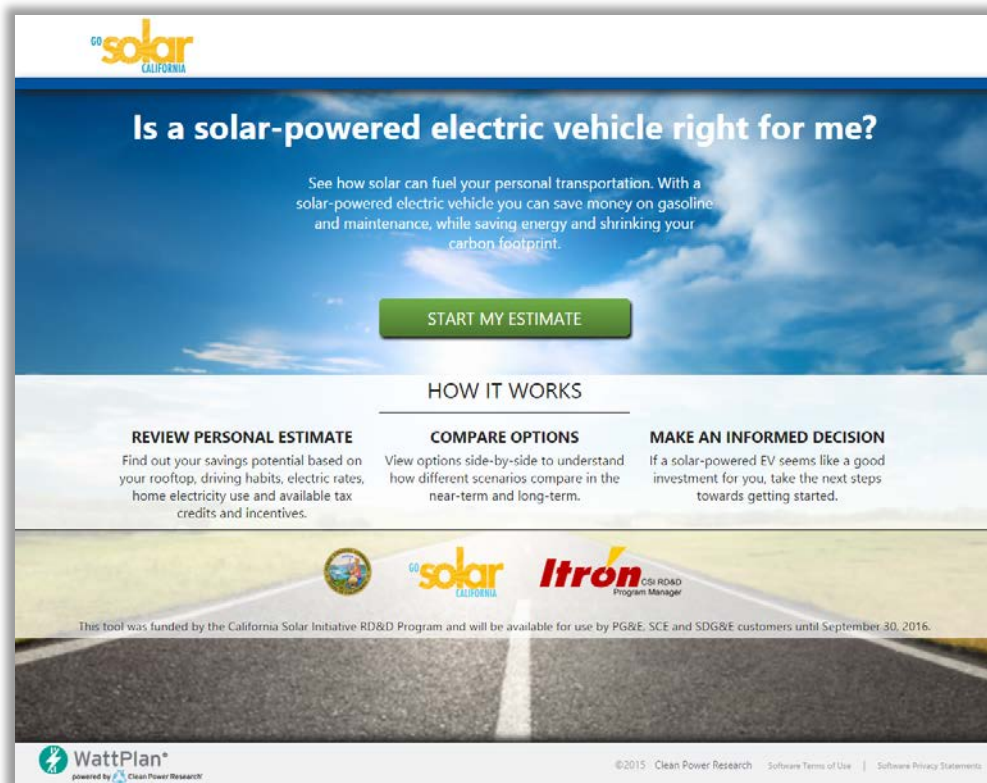 GO solar
CALIFORNIA
Is a solar-powered electric vehicle right for me?
See how solar can fuel your personal transportation. With a
solar-powered electric vehicle you can save money on gasoline
and maintenance, while saving energy and shrinking your
carbon footprint.
START MY ESTIMATE
HOW IT WORKS
REVIEW PERSONAL ESTIMATE
Find out your savings potential based on
your rooftop, driving habits, electric rates,
home electricity use and available tax
credits and incentives.
COMPARE OPTIONS
View options side-by-side to understand
how different scenarios compare in the
near-term and long-term.
MAKE AN INFORMED DECISION
If a solar-powered EV seems like a good
investment for you, take the next steps
towards getting started.
GO solar
CALIFORNIA
Itrón
CSI RD&D
Program Manager
This tool was funded by the California Solar Initiative RD&D Program and will be available for use by PG&E, SCE and SDG&E customers until September 30, 2016.
WattPlan®
powered by Clean Power Research®
©2015 Clean Power Research Software Terms of Use | Software Privacy Statements